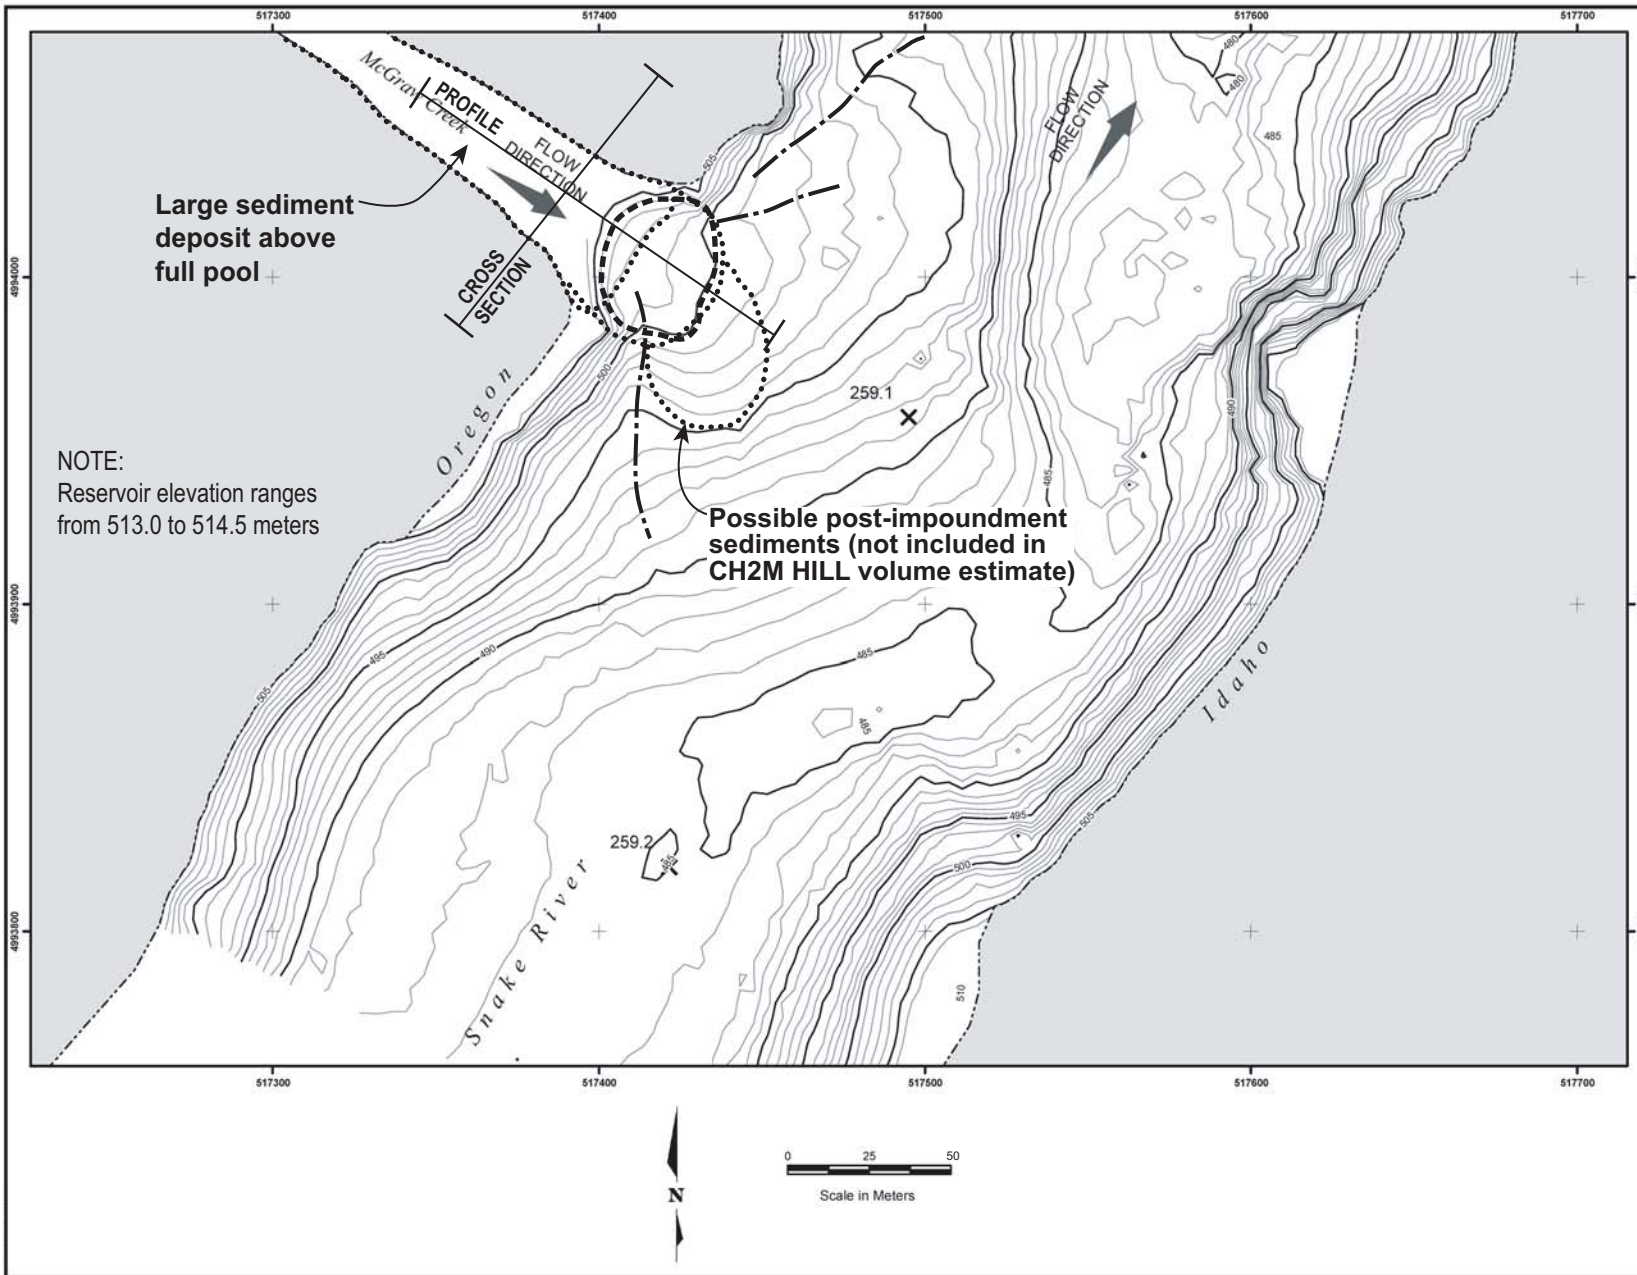 517300
517400
517500
517600
517700
McGraw Creek
PROFILE
FLOW
DIRECTION
FLOW
DIRECTION
480
480
485
505
Large sediment
deposit above
full pool
CROSS
SECTION
4994000
500
259.1
490
Oregon
NOTE:
Reservoir elevation ranges
from 513.0 to 514.5 meters
485
Possible post-impoundment
sediments (not included in
CH2M HILL volume estimate)
4993900
495
490
485
505
Idaho
485
495
505
259.2
485
500
Snake River
4993800
510
517300
517400
517500
517600
517700
N
0
25
50
Scale in Meters